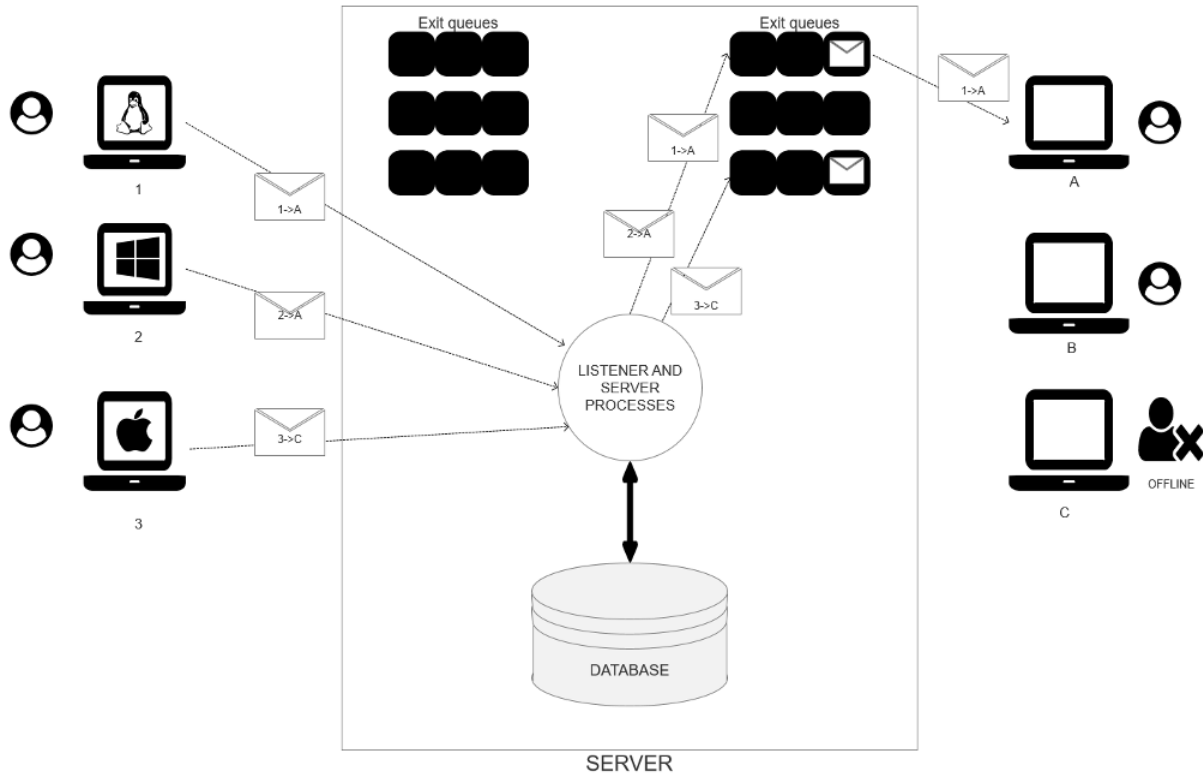 Exit queues
Exit queues
1->A
1->A
1
A
1->A
2->A
3->C
2->A
2
B
LISTENER AND
SERVER
PROCESSES
3->C
OFFLINE
3
C
DATABASE
SERVER